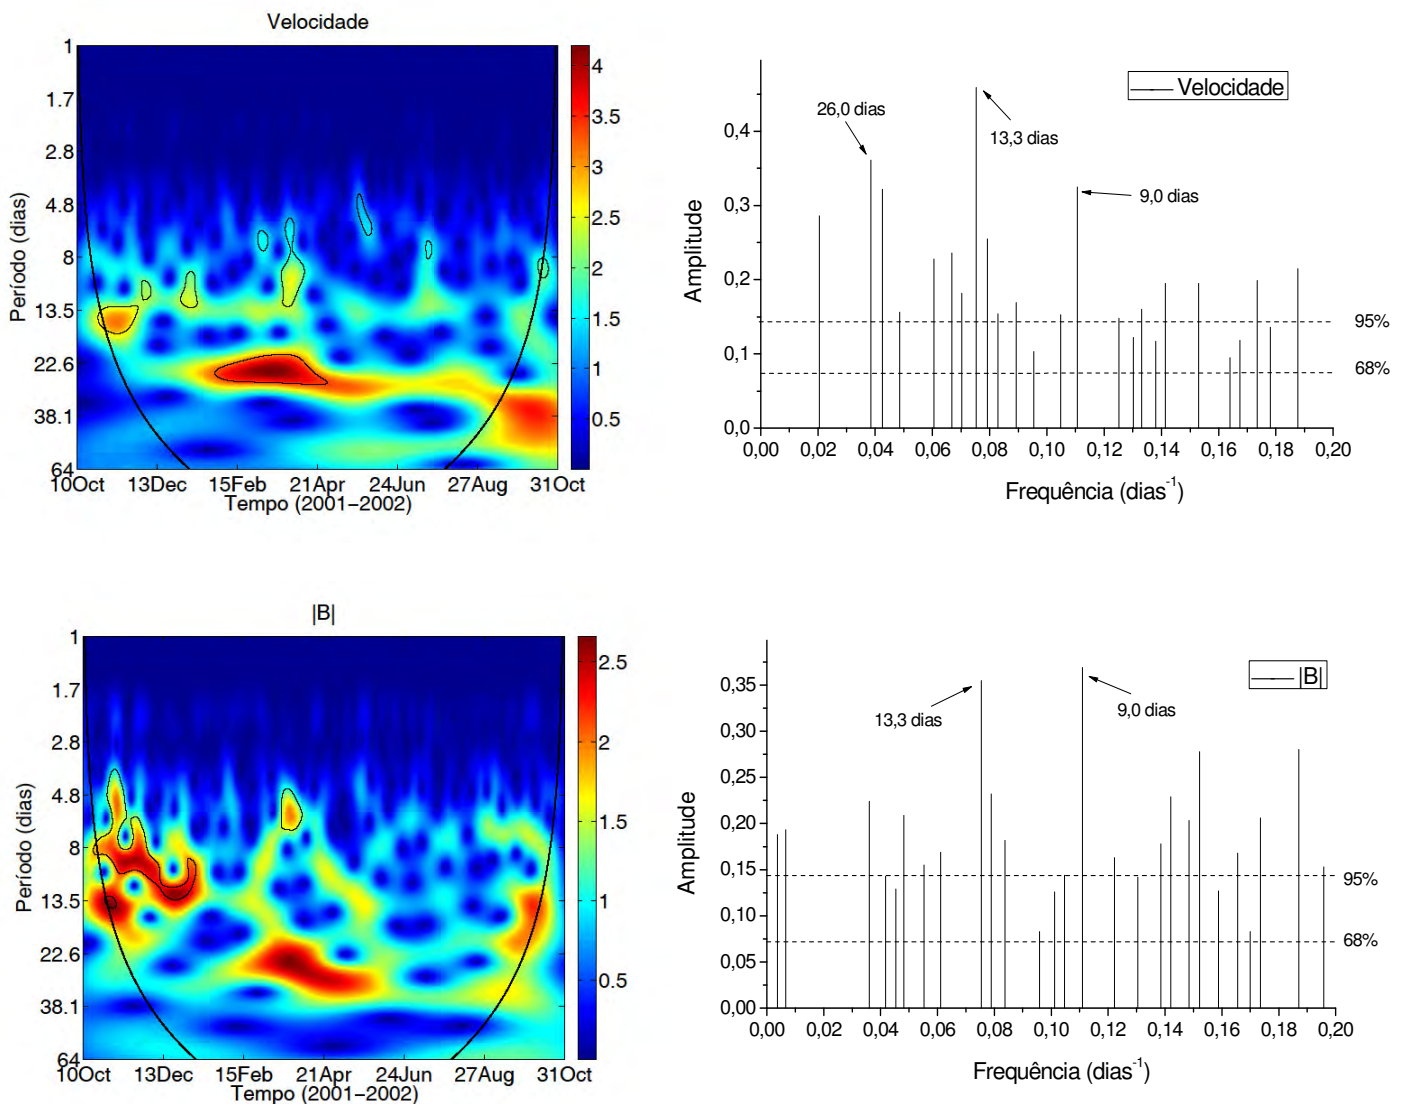 Velocidade
1
1.7
2.8
4.8
8
13.5
22.6
38.1
64
Período (dias)
10Oct 13Dec 15Feb 21Apr 24Jun 27Aug 31Oct
Tempo (2001−2002)
4
3.5
3
2.5
2
1.5
1
0.5
Velocidade
26,0 dias
13,3 dias
9,0 dias
95%
68%
0,4
0,3
0,2
0,1
0,0
Amplitude
0,00 0,02 0,04 0,06 0,08 0,10 0,12 0,14 0,16 0,18 0,20
Frequência (dias-1)
|B|
1
1.7
2.8
4.8
8
13.5
22.6
38.1
64
Período (dias)
10Oct 13Dec 15Feb 21Apr 24Jun 27Aug 31Oct
Tempo (2001−2002)
2.5
2
1.5
1
0.5
|B|
13,3 dias
9,0 dias
95%
68%
0,35
0,30
0,25
0,20
0,15
0,10
0,05
0,00
Amplitude
0,00 0,02 0,04 0,06 0,08 0,10 0,12 0,14 0,16 0,18 0,20
Frequência (dias-1)